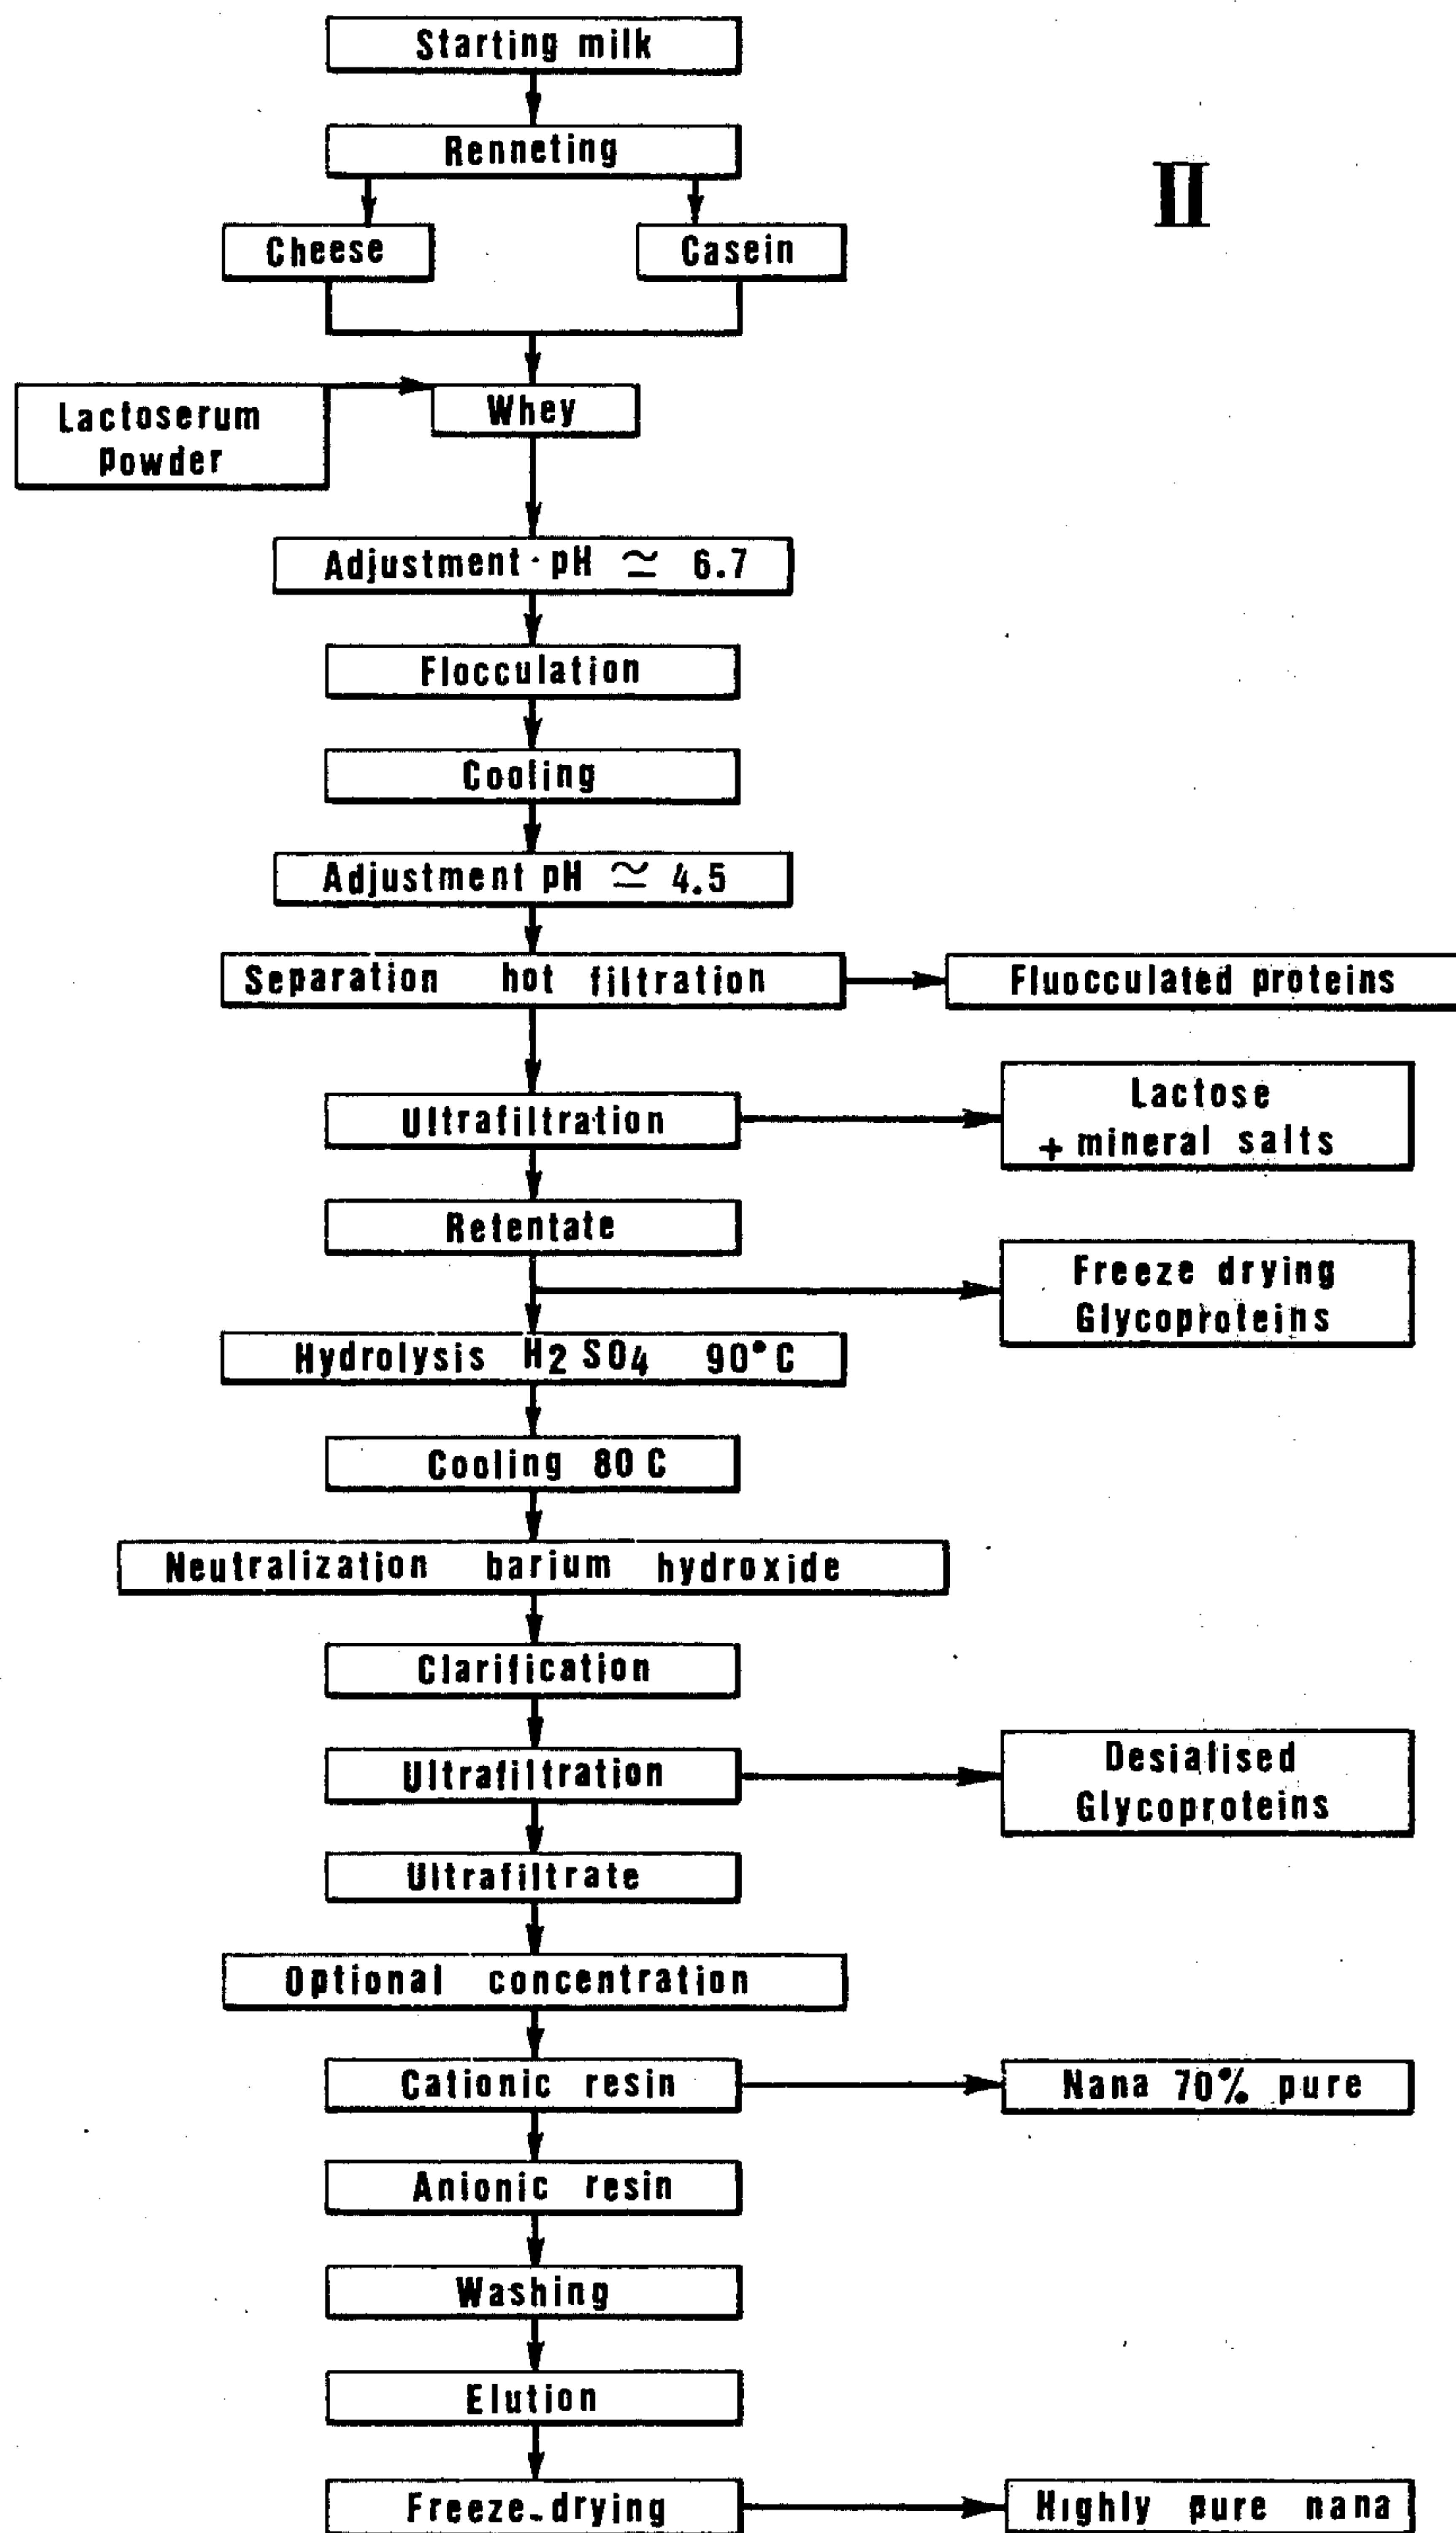 Starting milk
Renneting
II
Cheese
Casein
Lactoserum
powder
Whey
Adjustment·pH ≃ 6.7
Flocculation
Cooling
Adjustment pH ≃ 4.5
Separation hot filtration
Fluocculated proteins
Ultrafiltration
Lactose
+ mineral salts
Retentate
Freeze drying
Glycoproteins
Hydrolysis H2SO4 90°C
Cooling 80C
Neutralization barium hydroxide
Clarification
Ultrafiltration
Desialised
Glycoproteins
Ultrafiltrate
Optional concentration
Cationic resin
Nana 70% pure
Anionic resin
Washing
Elution
Freeze-drying
Highly pure nana